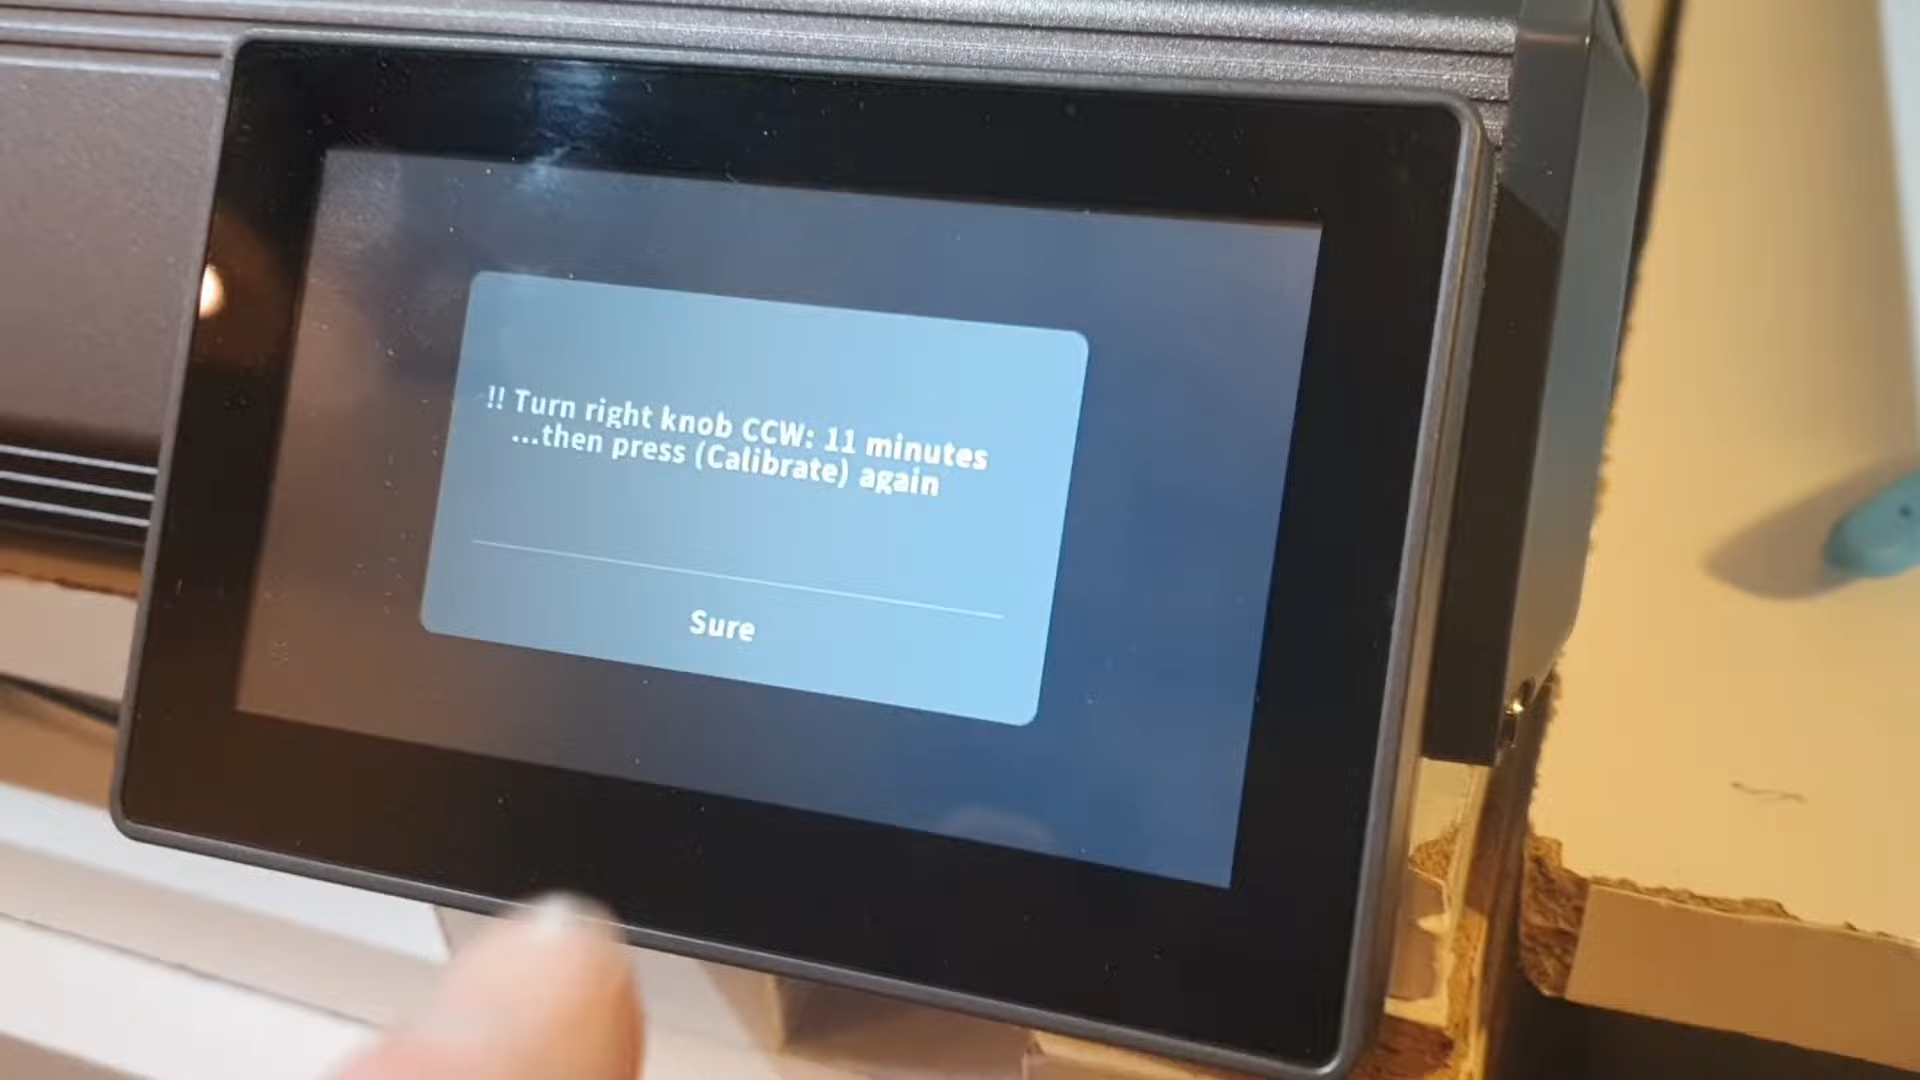 !! Turn right knob CCW: 11 minutes
...then press (Calibrate) again
Sure